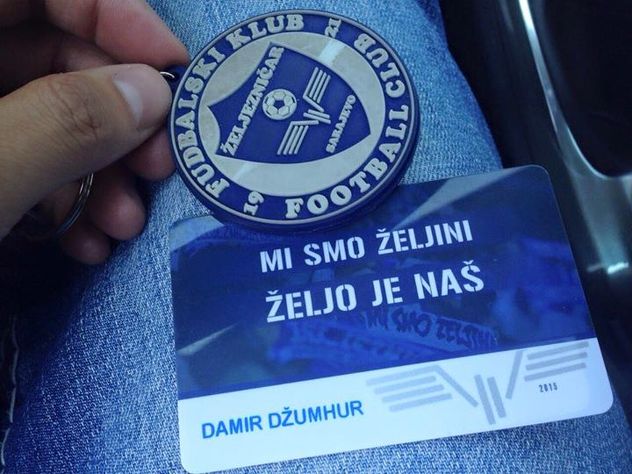 FUDBALSKI KLUB
19 FOOTBALL CLUB 21
ŽELJEZNIČAR
SARAJEVO
MI SMO ŽELJINI
ŽELJO JE NAŠ
MI SMO ŽELJINI
2015
DAMIR DŽUMHUR